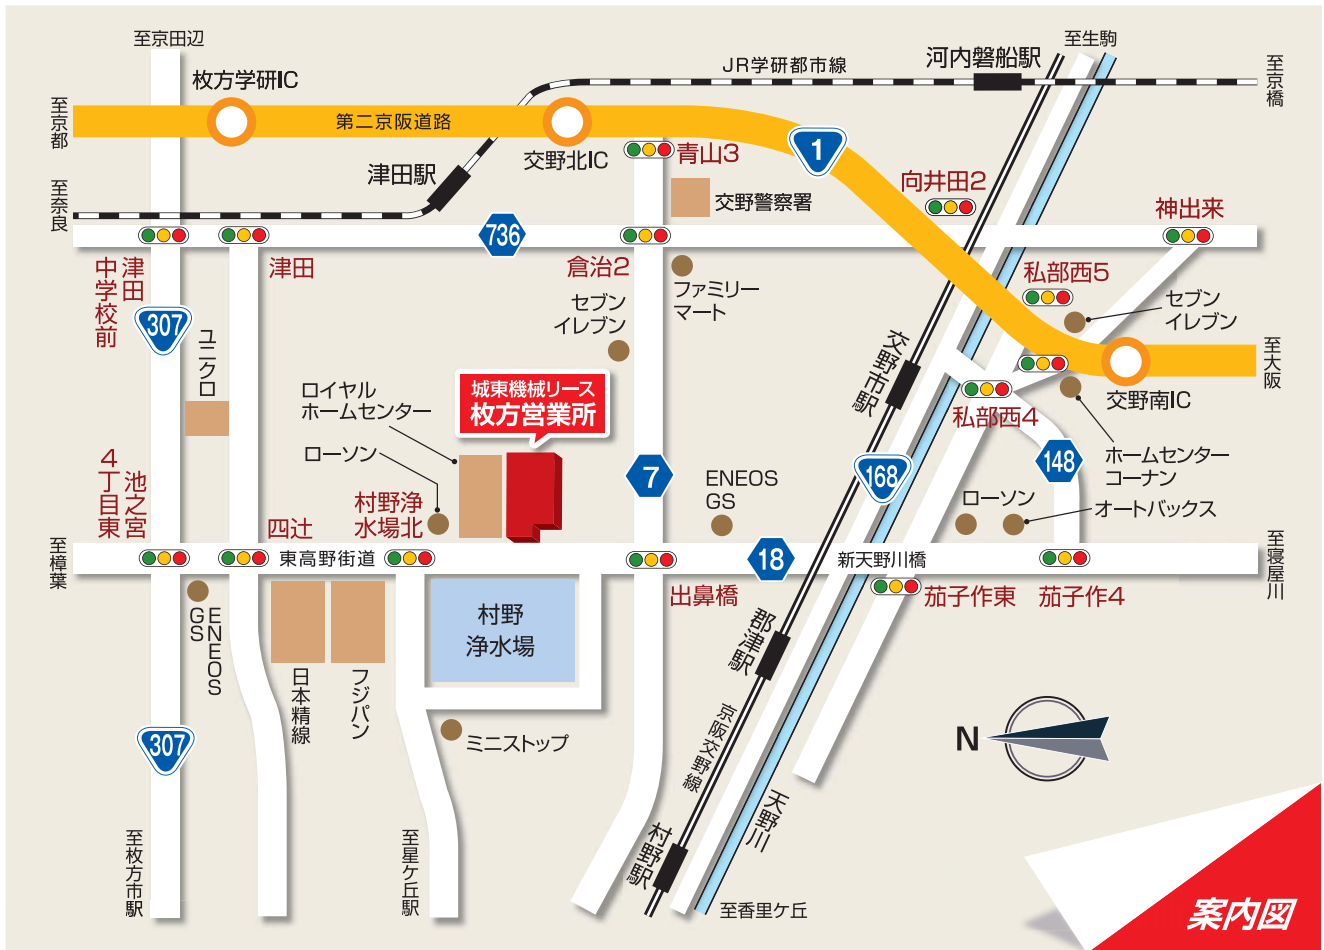 至京田辺
枚方学研IC
至京都
第二京阪道路
JR学研都市線
河内磐船駅
至生駒
至京橋
交野北IC
青山3
1
津田駅
至奈良
交野警察署
向井田2
神出来
736
津田
中学校前
津田
倉治2
ファミリー
マート
私部西5
セブン
イレブン
307
ユニクロ
セブン
イレブン
交野市駅
至大阪
ロイヤル
ホームセンター
城東機械リース
枚方営業所
交野南IC
私部西4
ローソン
池之宮
4丁目東
四辻
村野浄
水場北
7
ENEOS
GS
168
148
ホームセンター
コーナン
ローソン
オートバックス
至樟葉
東高野街道
18
新天野川橋
至寝屋川
ENEOS
GS
出鼻橋
茄子作東
茄子作4
村野
浄水場
郡津駅
日本精線
フジパン
307
ミニストップ
京阪交野線
N
天野川
至枚方市駅
至星ケ丘駅
村野駅
至香里ケ丘
案内図